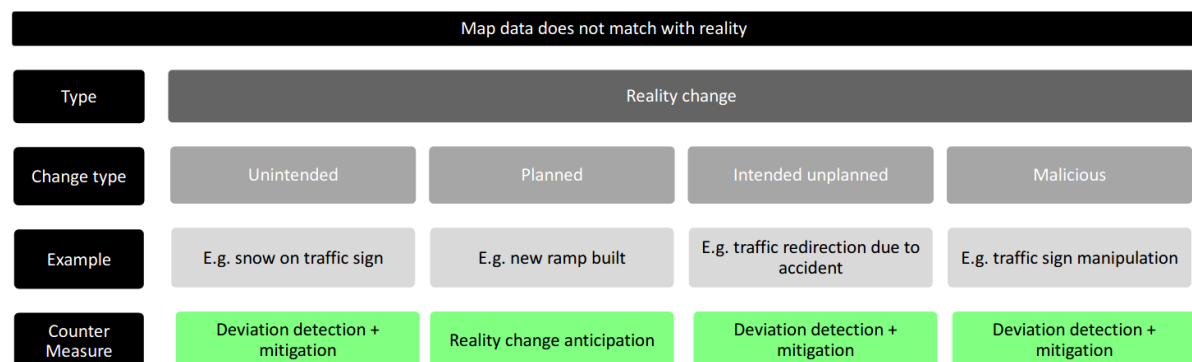 Map data does not match with reality
Type
Reality change
Change type
Unintended
Planned
Intended unplanned
Malicious
Example
E.g. snow on traffic sign
E.g. new ramp built
E.g. traffic redirection due to
accident
E.g. traffic sign manipulation
Counter
Measure
Deviation detection +
mitigation
Reality change anticipation
Deviation detection +
mitigation
Deviation detection +
mitigation